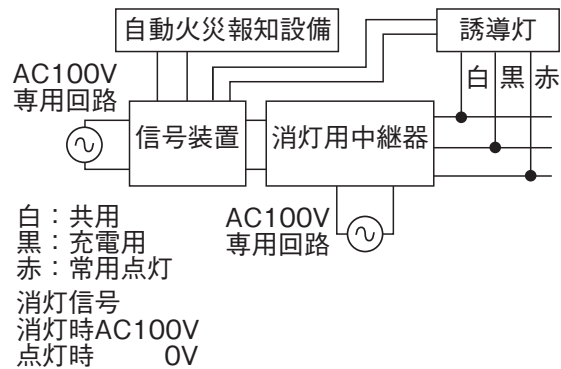 自動火災報知設備
誘導灯
白 黒 赤
AC100V
専用回路
信号装置
消灯用中継器
AC100V
専用回路
白：共用
黒：充電用
赤：常用点灯
消灯信号
消灯時AC100V
点灯時 0V